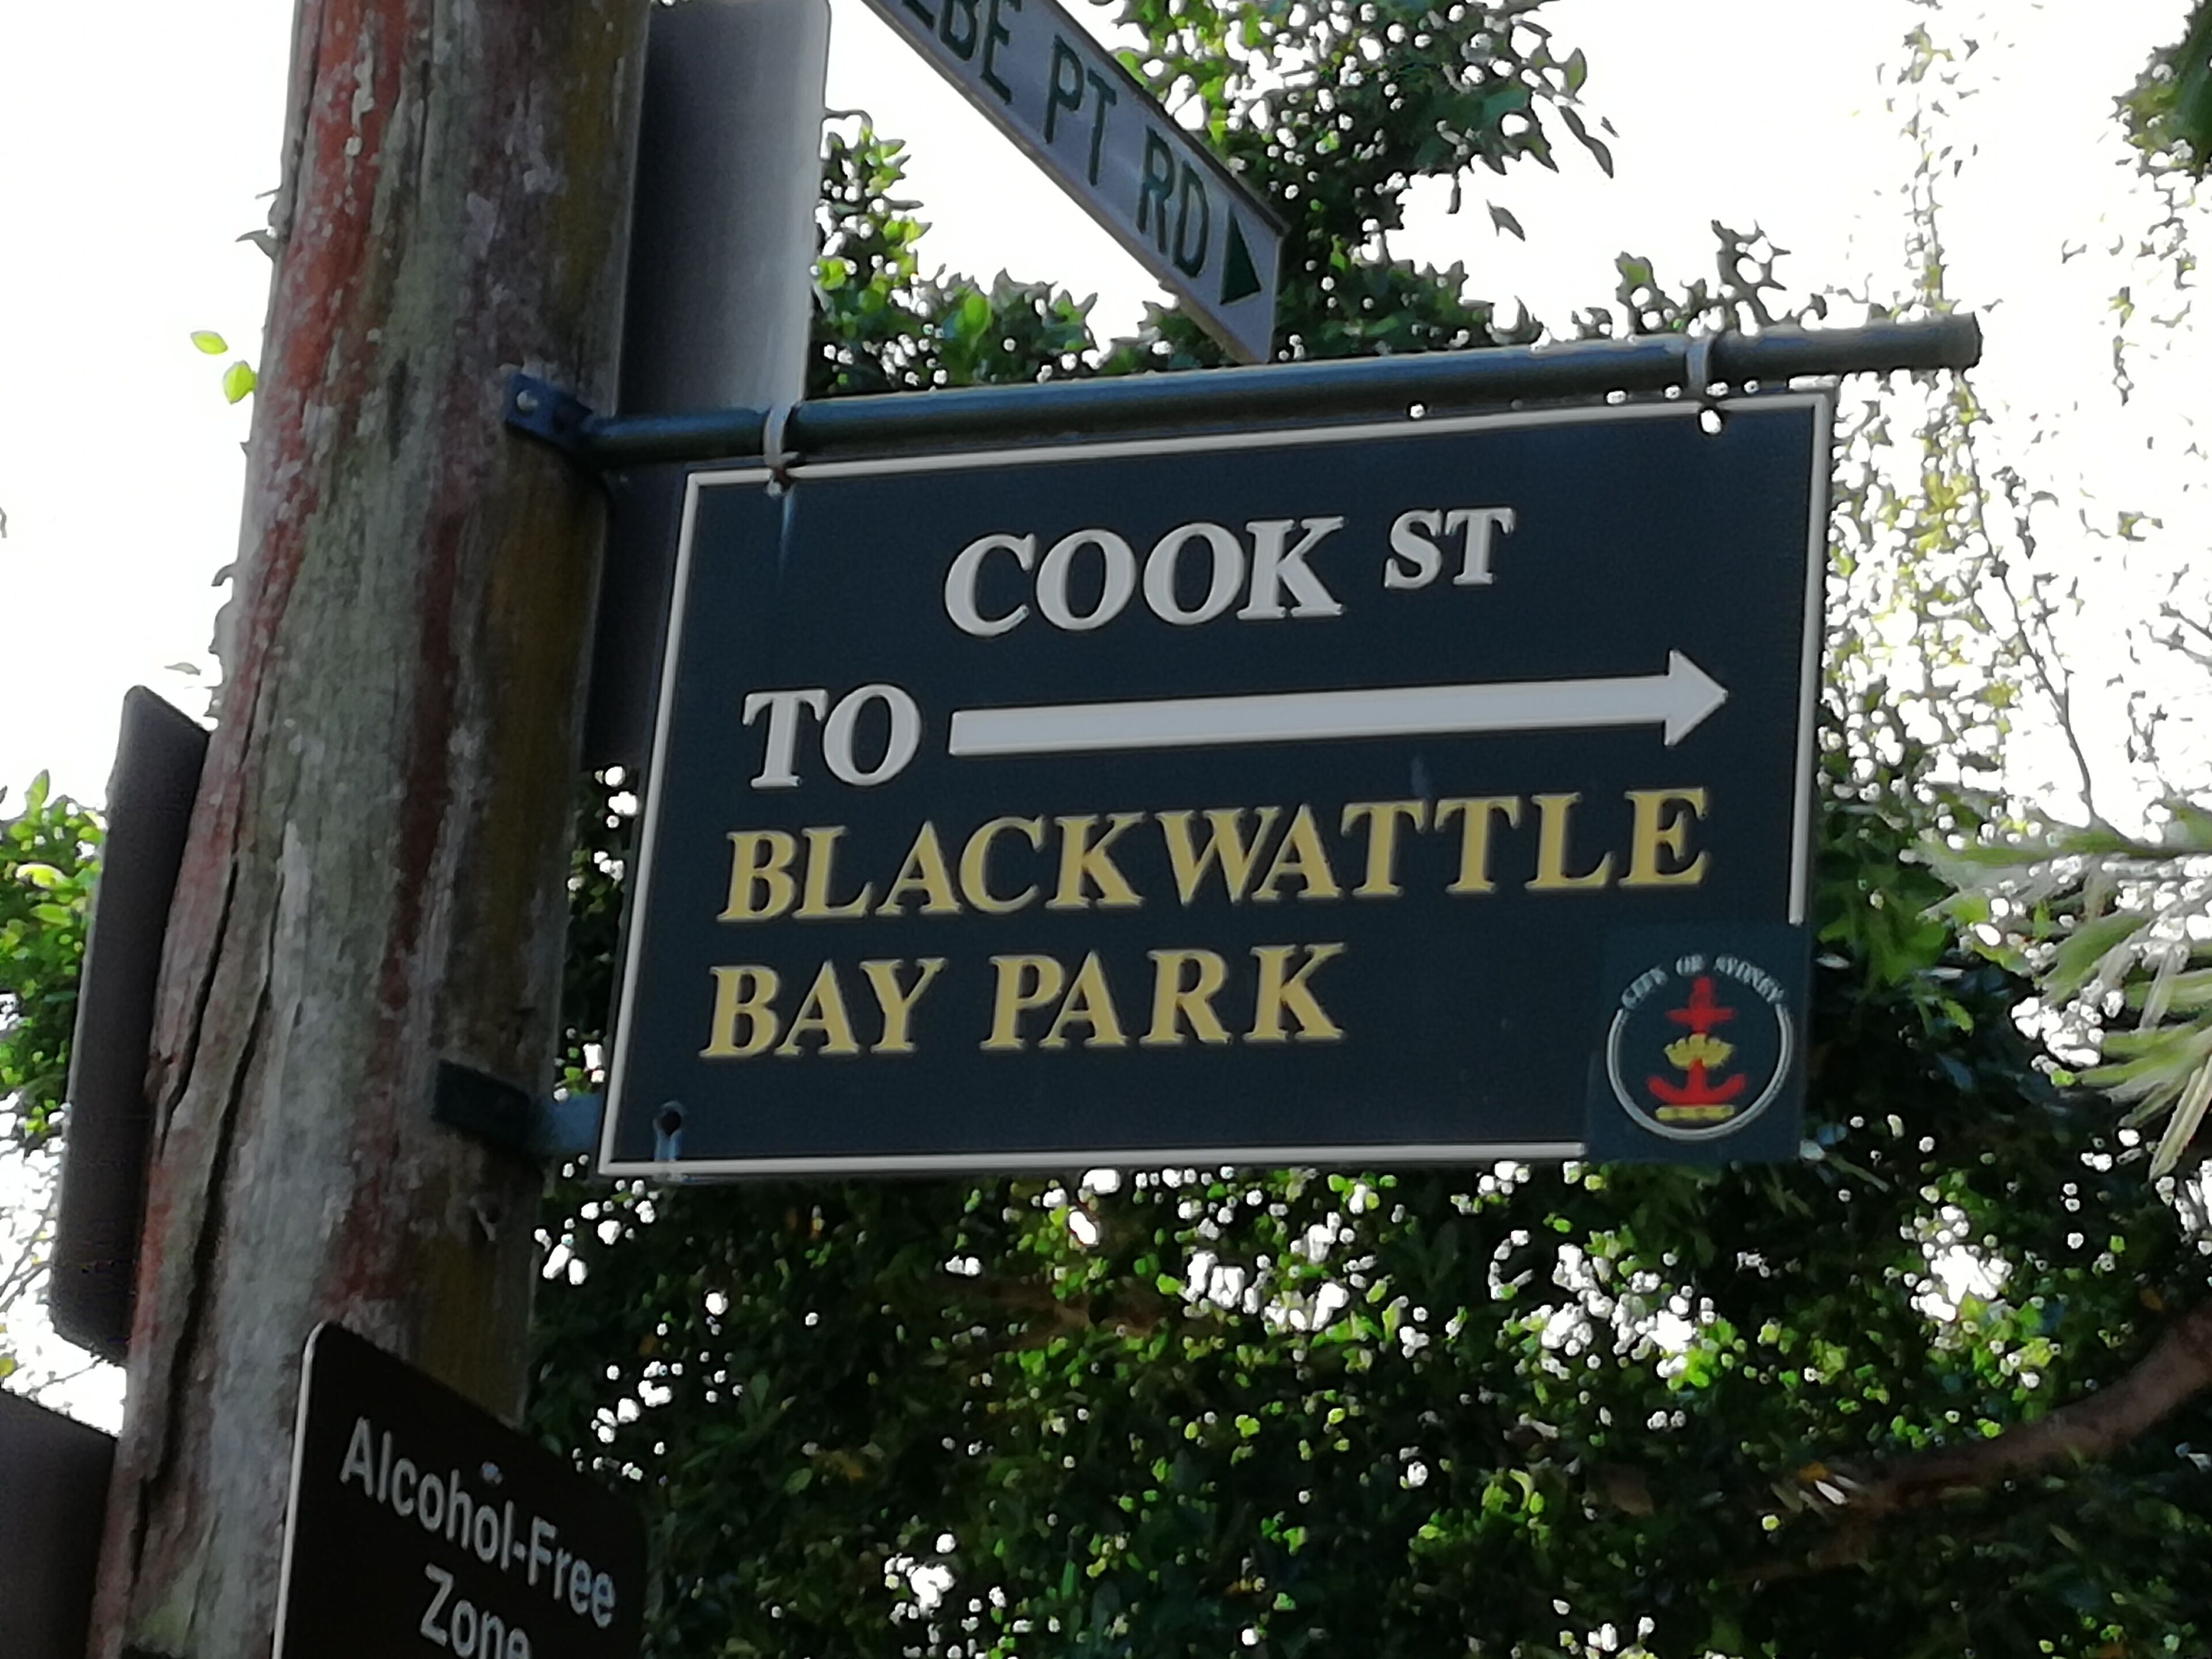 EBE PT RD
COOK ST
TO
BLACKWATTLE
BAY PARK
CITY OF SYDNEY
Alcohol-Free
Zone